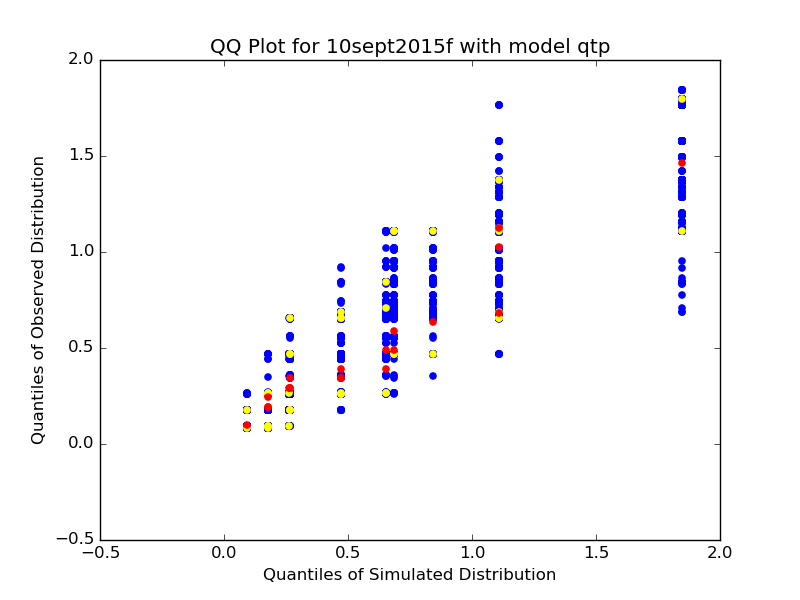 QQ Plot for 10sept2015f with model qtp
2.0
1.5
1.0
0.5
0.0
−0.5
Quantiles of Observed Distribution
−0.5 0.0 0.5 1.0 1.5 2.0
Quantiles of Simulated Distribution